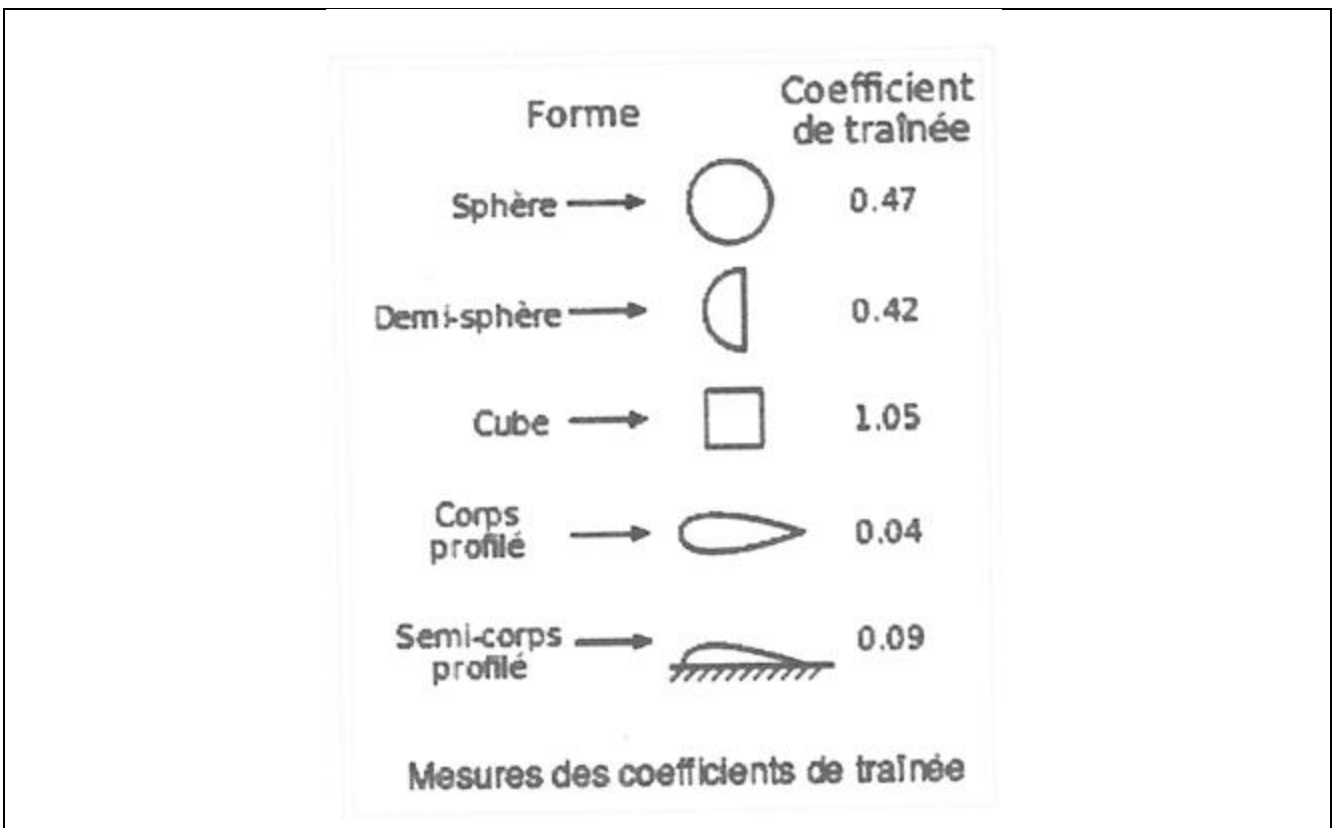 Forme
Coefficient
de traînée
Sphère
0.47
Demi-sphère
0.42
Cube
1.05
Corps
profilé
0.04
Semi-corps
profilé
0.09
Mesures des coefficients de traînée